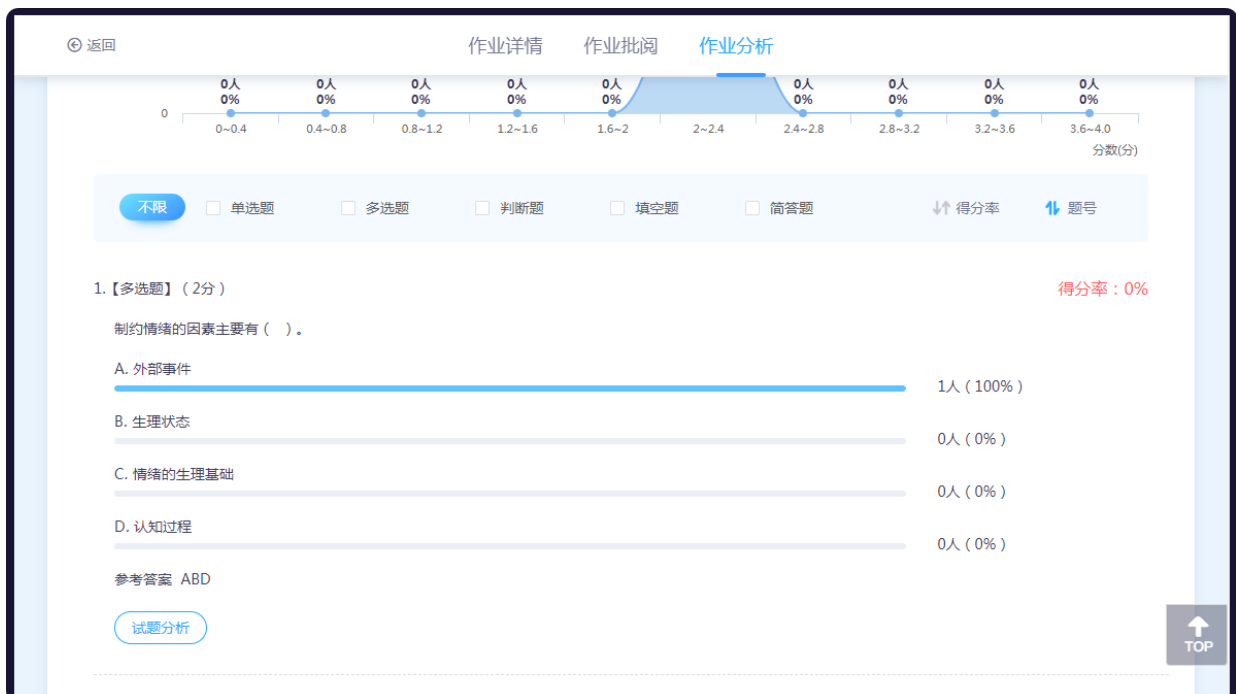 返回 作业详情 作业批阅 作业分析
0人 0人 0人 0人 0人 0人 0人 0人 0人
0% 0% 0% 0% 0% 0% 0% 0% 0%
0
0~0.4 0.4~0.8 0.8~1.2 1.2~1.6 1.6~2 2~2.4 2.4~2.8 2.8~3.2 3.2~3.6 3.6~4.0
分数(分)
不限 单选题 多选题 判断题 填空题 简答题 得分率 题号
1.【多选题】（2分） 得分率：0%
制约情绪的因素主要有（ ）。
A. 外部事件
1人（100%）
B. 生理状态
0人（0%）
C. 情绪的生理基础
0人（0%）
D. 认知过程
0人（0%）
参考答案 ABD
试题分析
TOP